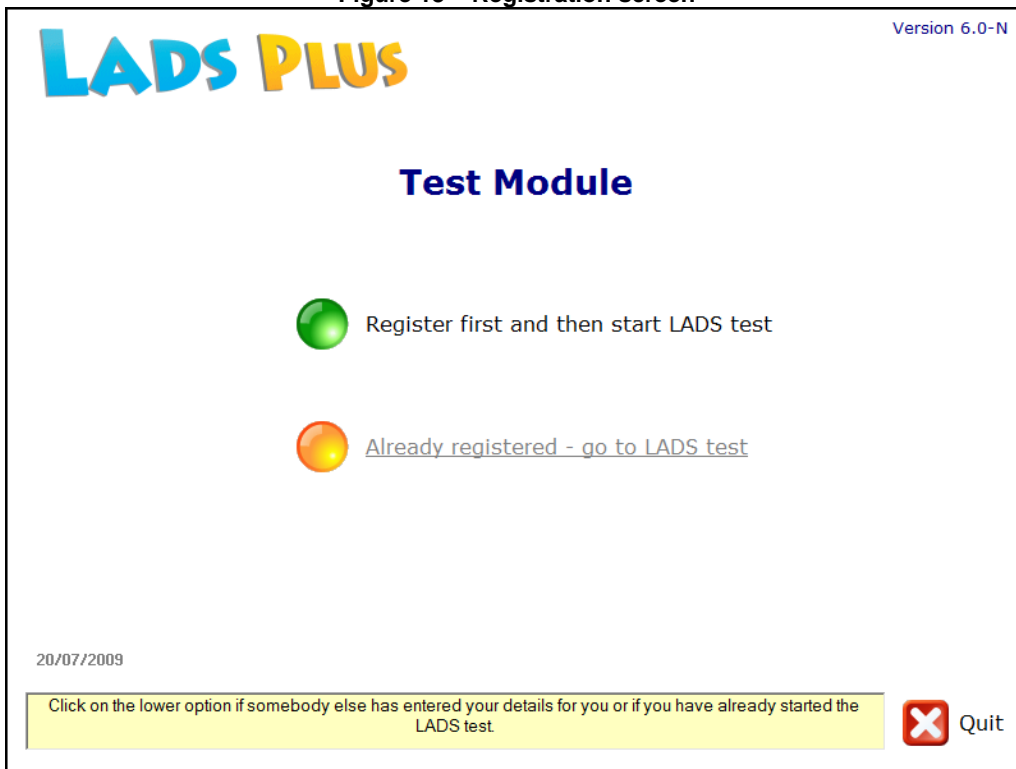 Figure – Registration screen
LADS PLUS
Version 6.0-N
Test Module
Register first and then start LADS test
Already registered - go to LADS test
20/07/2009
Click on the lower option if somebody else has entered your details for you or if you have already started the
LADS test.
Quit